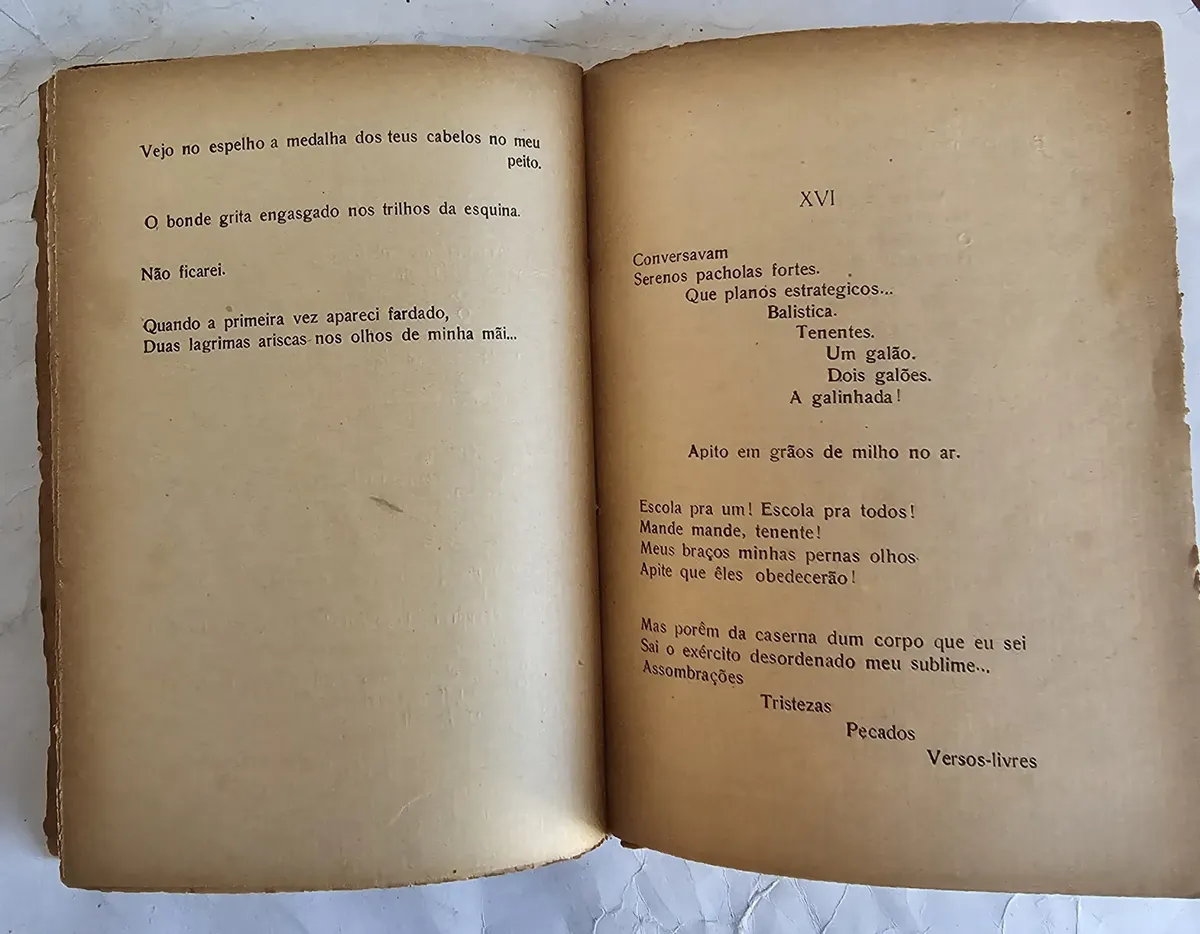 Vejo no espelho a medalha dos teus cabelos no meu
peito.
O bonde grita engasgado nos trilhos da esquina.
Não ficarei.
Quando a primeira vez apareci fardado,
Duas lagrimas ariscas nos olhos de minha mãi...
XVI
Conversavam
Serenos pacholas fortes.
Que planos estrategicos...
Balistica.
Tenentes.
Um galão.
Dois galões.
A galinhada!
Apito em grãos de milho no ar.
Escola pra um! Escola pra todos!
Mande mande, tenente!
Meus braços minhas pernas olhos
Apite que êles obedecerão!
Mas porêm da caserna dum corpo que eu sei
Sai o exército desordenado meu sublime...
Assombrações
Tristezas
Pecados
Versos-livres